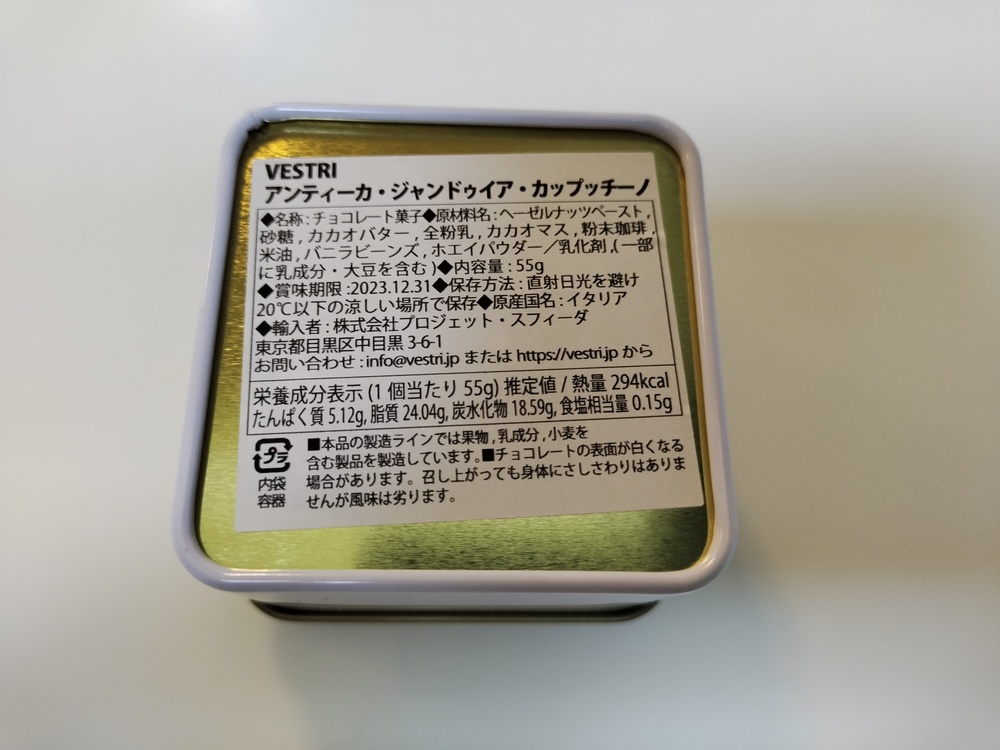 VESTRI
アンティーカ・ジャンドゥイア・カップッチーノ
◆名称：チョコレート菓子◆原材料名：ヘーゼルナッツペースト,
砂糖, カカオバター, 全粉乳, カカオマス, 粉末珈琲,
米油, バニラビーンズ, ホエイパウダー／乳化剤,(一部
に乳成分・大豆を含む)◆内容量：55g
◆賞味期限:2023.12.31◆保存方法：直射日光を避け
20℃以下の涼しい場所で保存◆原産国名：イタリア
◆輸入者：株式会社プロジェット・スフィーダ
東京都目黒区中目黒 3-6-1
お問い合わせ：info@vestri.jp または https://vestri.jp から
栄養成分表示 (1 個当たり 55g) 推定値 / 熱量 294kcal
たんぱく質 5.12g, 脂質 24.04g, 炭水化物 18.59g, 食塩相当量 0.15g
プラ
内袋
容器
■本品の製造ラインでは果物, 乳成分, 小麦を
含む製品を製造しています。■チョコレートの表面が白くなる
場合があります。召し上がっても身体にさしさわりはありま
せんが風味は劣ります。